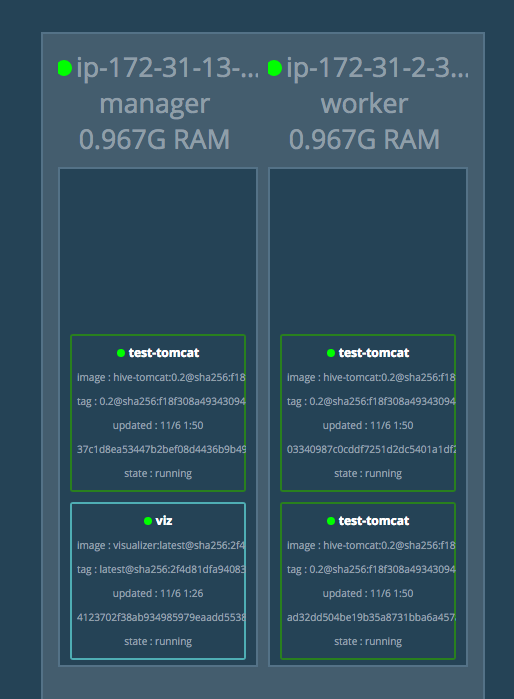 ip-172-31-13-...
manager
0.967G RAM
test-tomcat
image : hive-tomcat:0.2@sha256:f18
tag : 0.2@sha256:f18f308a49343094
updated : 11/6 1:50
37c1d8ea53447b2bef08d4436b9b49
state : running
viz
image : visualizer:latest@sha256:2f4
tag : latest@sha256:2f4d81dfa94083
updated : 11/6 1:26
4123702f38ab934985979eaadd5538
state : running
ip-172-31-2-3...
worker
0.967G RAM
test-tomcat
image : hive-tomcat:0.2@sha256:f18
tag : 0.2@sha256:f18f308a49343094
updated : 11/6 1:50
03340987c0cddf7251d2dc5401a1df2
state : running
test-tomcat
image : hive-tomcat:0.2@sha256:f18
tag : 0.2@sha256:f18f308a49343094
updated : 11/6 1:50
ad32dd504be19b35a8731bba6a457
state : running